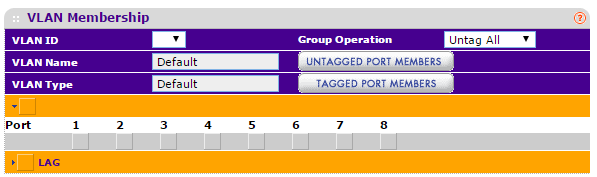 VLAN Membership
VLAN ID Group Operation Untag All
VLAN Name Default UNTAGGED PORT MEMBERS
VLAN Type Default TAGGED PORT MEMBERS
Port 1 2 3 4 5 6 7 8
LAG